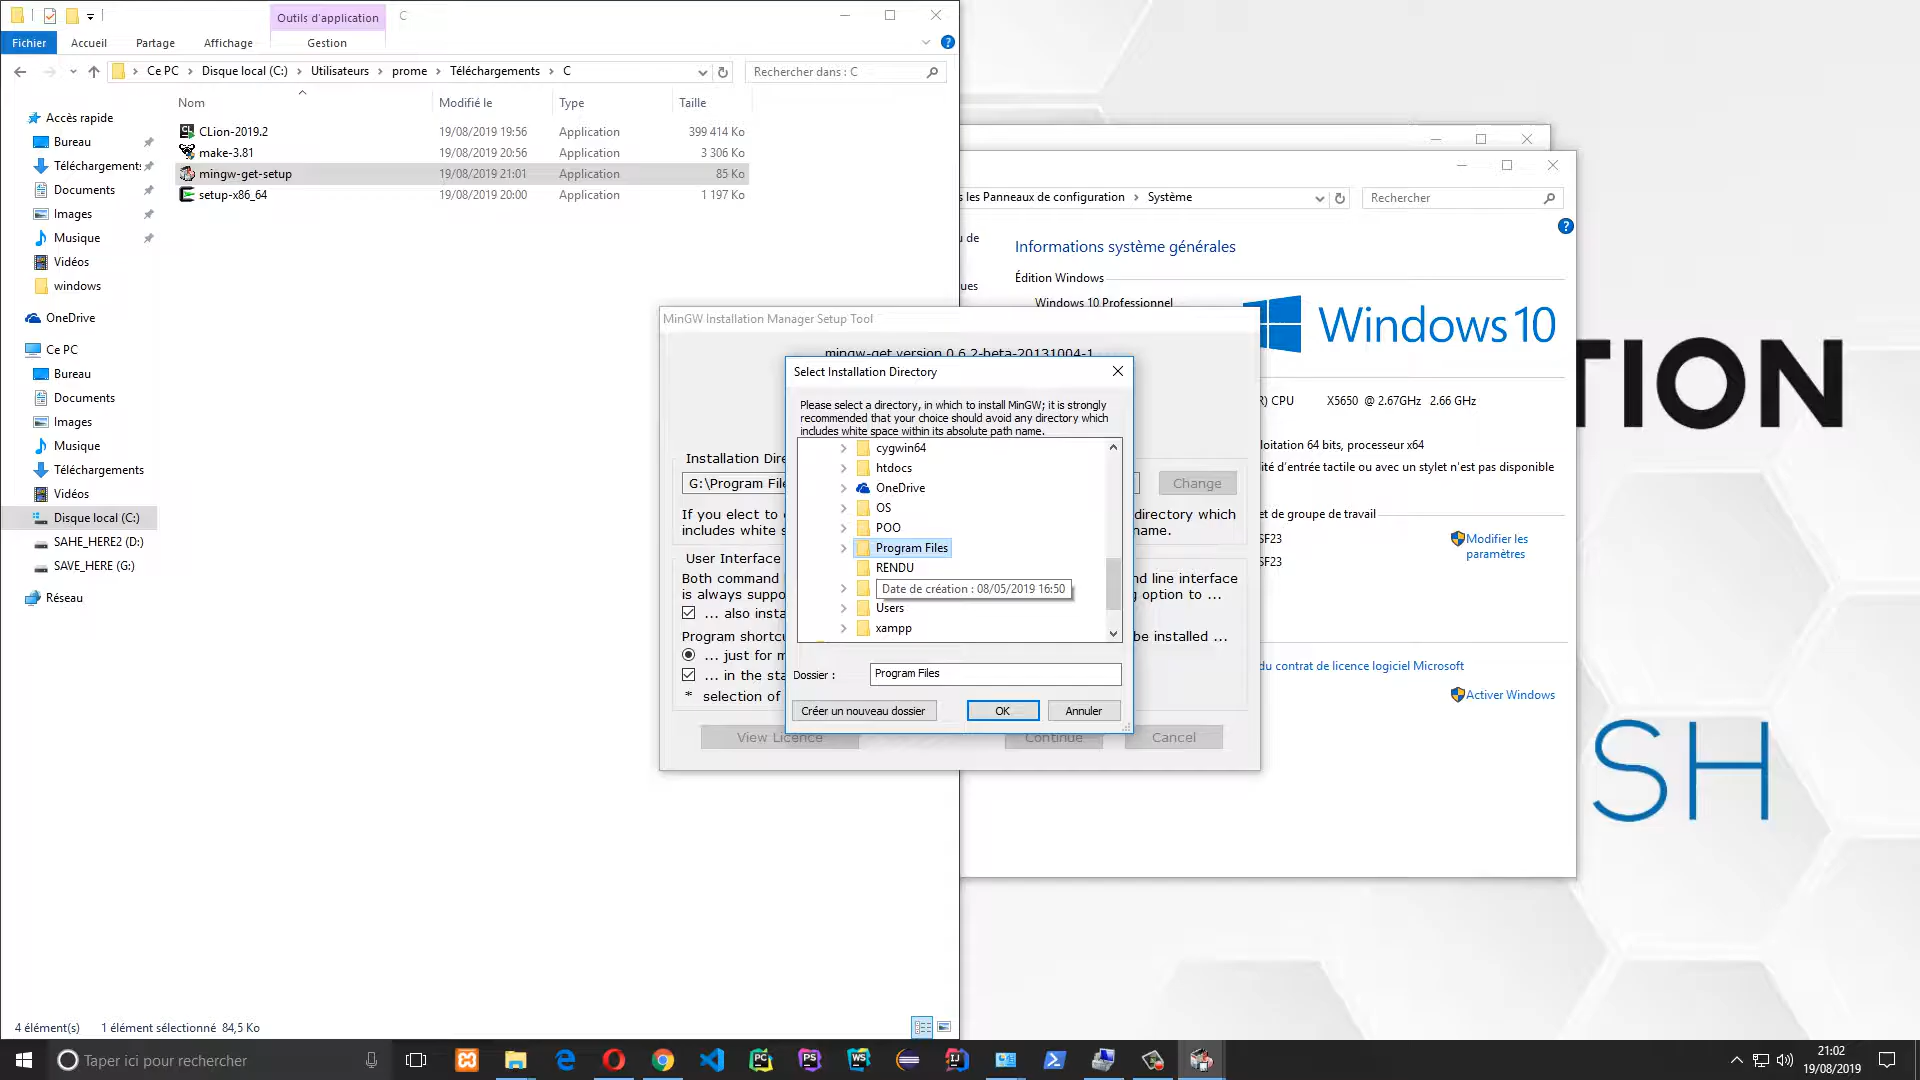 Outils d'application
C
Fichier
Accueil
Partage
Affichage
Gestion
Ce PC
Disque local (C:)
Utilisateurs
prome
Téléchargements
C
Rechercher dans : C
Nom
Modifié le
Type
Taille
CLion-2019.2
19/08/2019 19:56
Application
399 414 Ko
make-3.81
19/08/2019 20:56
Application
3 306 Ko
mingw-get-setup
19/08/2019 21:01
Application
85 Ko
setup-x86_64
19/08/2019 20:00
Application
1 197 Ko
Accès rapide
Bureau
Téléchargement
Documents
Images
Musique
Vidéos
windows
OneDrive
Ce PC
Bureau
Documents
Images
Musique
Téléchargements
Vidéos
Disque local (C:)
SAHE_HERE2 (D:)
SAVE_HERE (G:)
Réseau
4 élément(s)
1 élément sélectionné 84,5 Ko
s les Panneaux de configuration
Système
Rechercher
u de
ques
Informations système générales
Édition Windows
Windows 10 Professionnel
Windows 10
R) CPU X5650 @ 2.67GHz 2.66 GHz
loitation 64 bits, processeur x64
ité d'entrée tactile ou avec un stylet n'est pas disponible
et de groupe de travail
SF23
SF23
Modifier les
paramètres
du contrat de licence logiciel Microsoft
Activer Windows
MinGW Installation Manager Setup Tool
mingw-get version 0.6.2-beta-20131004-1
Installation Dire
G:\Program File
Change
If you elect to
directory which
includes white s
name.
User Interface
Both command
nd line interface
is always suppo
g option to ...
... also insta
Program shortcu
be installed ...
... just for m
... in the sta
* selection of
View Licence
Continue
Cancel
Select Installation Directory
Please select a directory, in which to install MinGW; it is strongly
recommended that your choice should avoid any directory which
includes white space within its absolute path name.
cygwin64
htdocs
OneDrive
OS
POO
Program Files
RENDU
Date de création : 08/05/2019 16:50
Users
xampp
Dossier :
Program Files
Créer un nouveau dossier
OK
Annuler
TION
SH
Taper ici pour rechercher
PC
PS
WS
IJ
21:02
19/08/2019